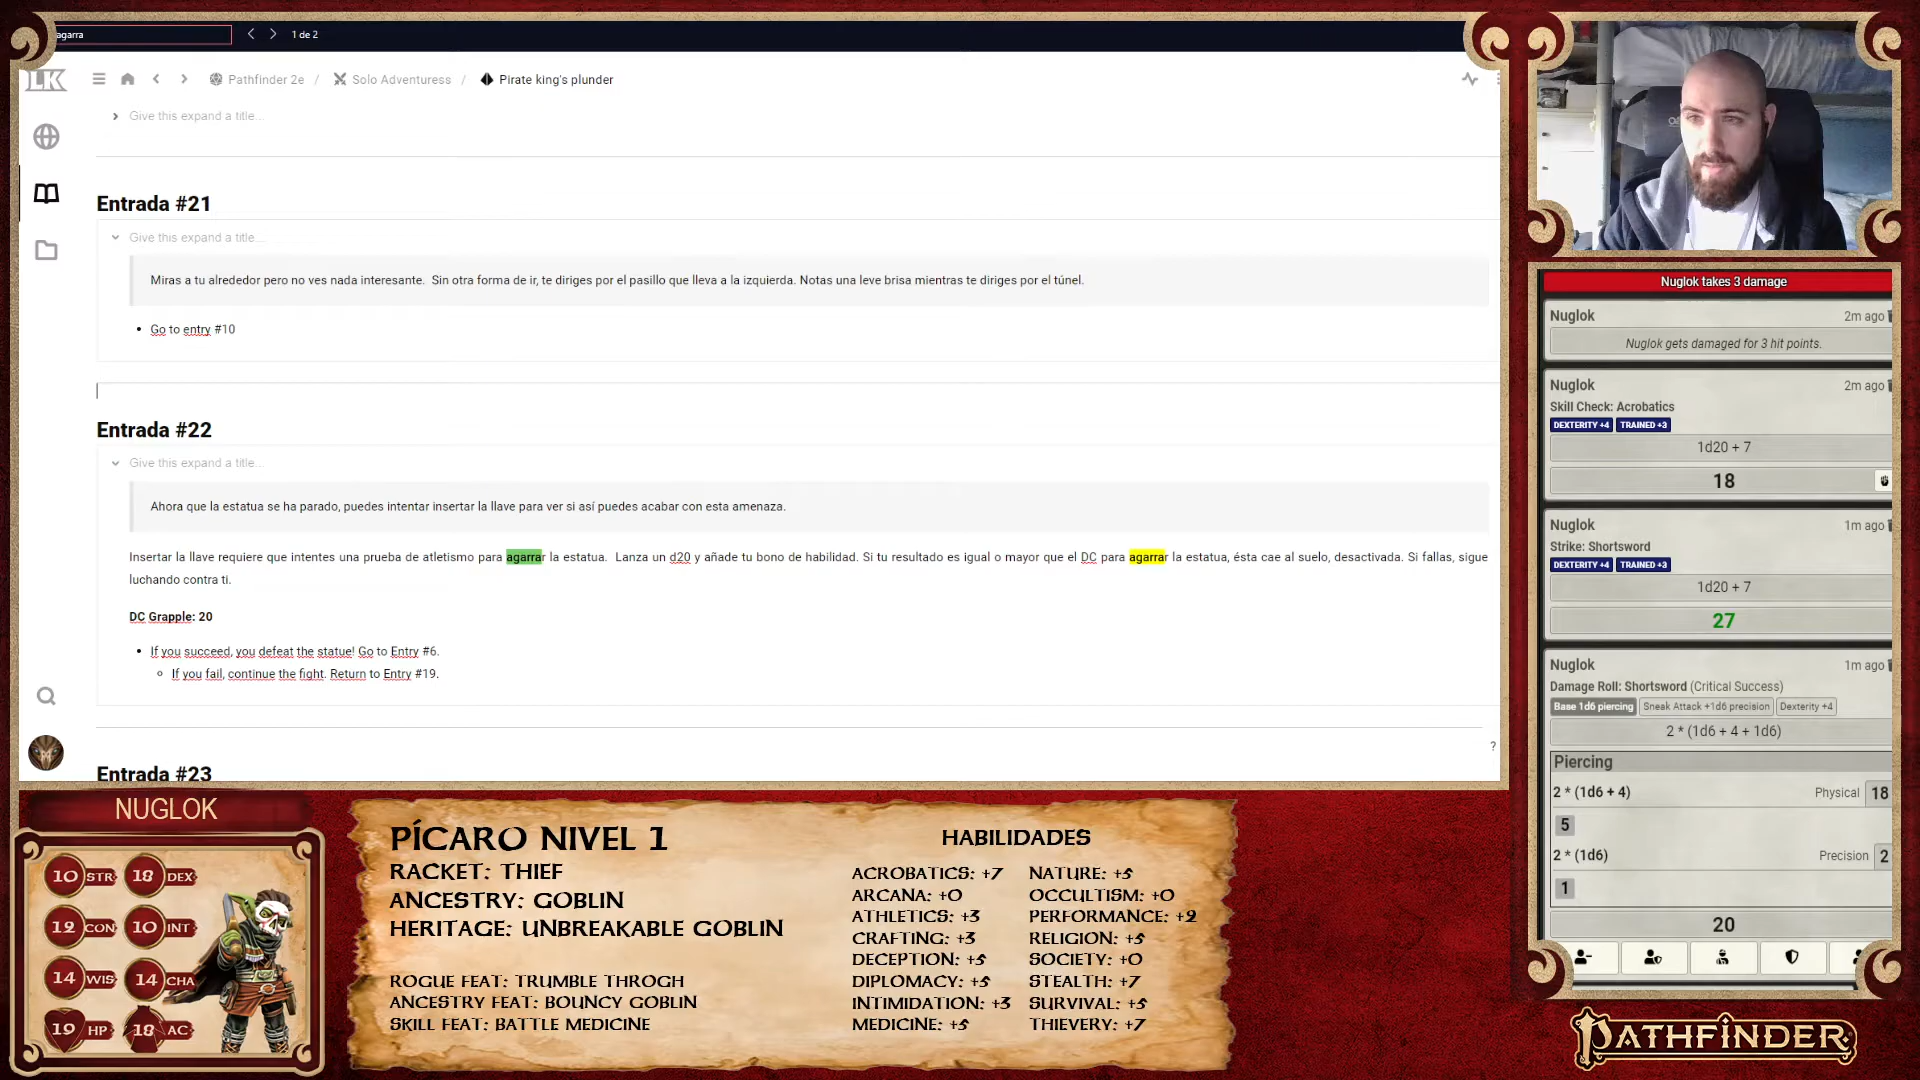 agarra
1 de 2
LK
Pathfinder 2e / Solo Adventuress / Pirate king's plunder
Give this expand a title...
Entrada #21
Give this expand a title...
Miras a tu alrededor pero no ves nada interesante. Sin otra forma de ir, te diriges por el pasillo que lleva a la izquierda. Notas una leve brisa mientras te diriges por el túnel.
Go to entry #10
Entrada #22
Give this expand a title...
Ahora que la estatua se ha parado, puedes intentar insertar la llave para ver si así puedes acabar con esta amenaza.
Insertar la llave requiere que intentes una prueba de atletismo para agarrar la estatua. Lanza un d20 y añade tu bono de habilidad. Si tu resultado es igual o mayor que el DC para agarrar la estatua, ésta cae al suelo, desactivada. Si fallas, sigue
luchando contra ti.
DC Grapple: 20
If you succeed, you defeat the statue! Go to Entry #6.
If you fail, continue the fight. Return to Entry #19.
?
Entrada #23
Nuglok takes 3 damage
Nuglok 2m ago
Nuglok gets damaged for 3 hit points.
Nuglok 2m ago
Skill Check: Acrobatics
DEXTERITY +4 TRAINED +3
1d20 + 7
18
Nuglok 1m ago
Strike: Shortsword
DEXTERITY +4 TRAINED +3
1d20 + 7
27
Nuglok 1m ago
Damage Roll: Shortsword (Critical Success)
Base 1d6 piercing Sneak Attack +1d6 precision Dexterity +4
2 * (1d6 + 4 + 1d6)
Piercing
2 * (1d6 + 4) Physical 18
5
2 * (1d6) Precision 2
1
20
NUGLOK
10 STR 18 DEX
12 CON 10 INT
14 WIS 14 CHA
19 HP 18 AC
PÍCARO NIVEL 1
RACKET: THIEF
ANCESTRY: GOBLIN
HERITAGE: UNBREAKABLE GOBLIN
ROGUE FEAT: TRUMBLE THROGH
ANCESTRY FEAT: BOUNCY GOBLIN
SKILL FEAT: BATTLE MEDICINE
HABILIDADES
ACROBATICS: +7
ARCANA: +0
ATHLETICS: +3
CRAFTING: +3
DECEPTION: +5
DIPLOMACY: +5
INTIMIDATION: +3
MEDICINE: +5
NATURE: +5
OCCULTISM: +0
PERFORMANCE: +2
RELIGION: +5
SOCIETY: +0
STEALTH: +7
SURVIVAL: +5
THIEVERY: +7
PATHFINDER